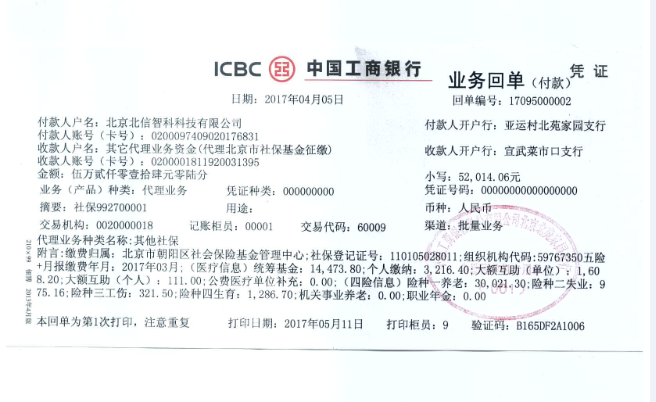 ICBC 中国工商银行
业务回单 (付款) 凭 证
日期: 2017年04月05日 回单编号: 17095000002
付款人户名: 北京北信智科科技有限公司
付款人账号(卡号): 0200097409020176831 付款人开户行: 亚运村北苑家园支行
收款人户名: 其它代理业务资金(代理北京市社保基金征缴)
收款人账号(卡号): 0200001811920031395 收款人开户行: 宣武菜市口支行
金额: 伍万贰仟零壹拾肆元零陆分 小写: 52,014.06元
业务(产品)种类: 代理业务 凭证种类: 000000000 凭证号码: 00000000000000000
摘要: 社保992700001 用途: 币种: 人民币
交易机构: 0020000018 记账柜员: 00001 交易代码: 60009 渠道: 批量业务
代理业务种类名称:其他社保
附言:缴费归属: 北京市朝阳区社会保险基金管理中心;社保登记证号: 110105028011;组织机构代码: 59767350五险
+月报缴费年月: 2017年03月; (医疗信息) 统筹基金: 14,473.80;个人缴纳: 3,216.40;大额互助(单位): 1,60
8.20;大额互助(个人): 111.00;公费医疗单位补充: 0.00; (四险信息) 险种一养老: 30,021.30;险种二失业: 9
75.16;险种三工伤: 321.50;险种四生育: 1,286.70;机关事业养老: 0.00;职业年金: 0.00
本回单为第1次打印, 注意重复 打印日期: 2017年05月11日 打印柜员: 9 验证码: B165DF2A1006